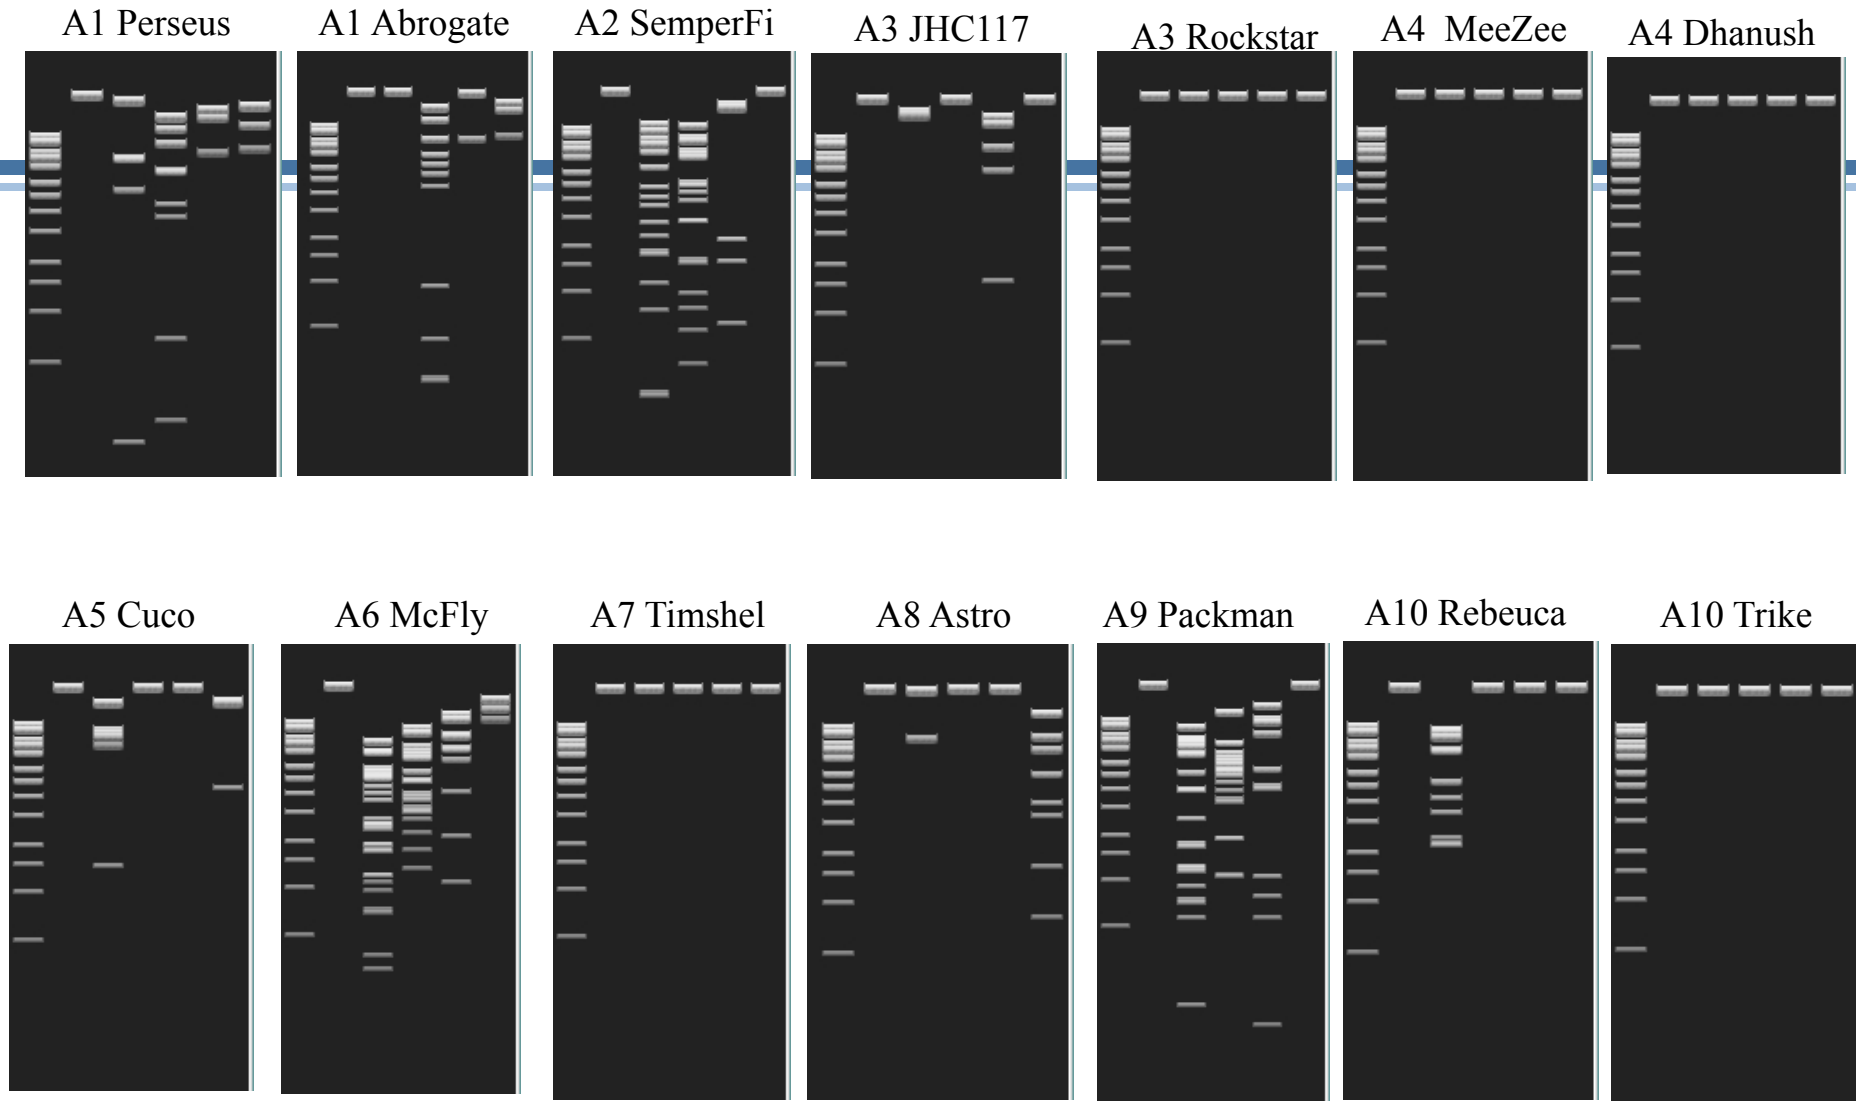 A1 Perseus
A1 Abrogate
A2 SemperFi
A3 JHC117
A3 Rockstar
A4 MeeZee
A4 Dhanush
A5 Cuco
A6 McFly
A7 Timshel
A8 Astro
A9 Packman
A10 Rebeuca
A10 Trike